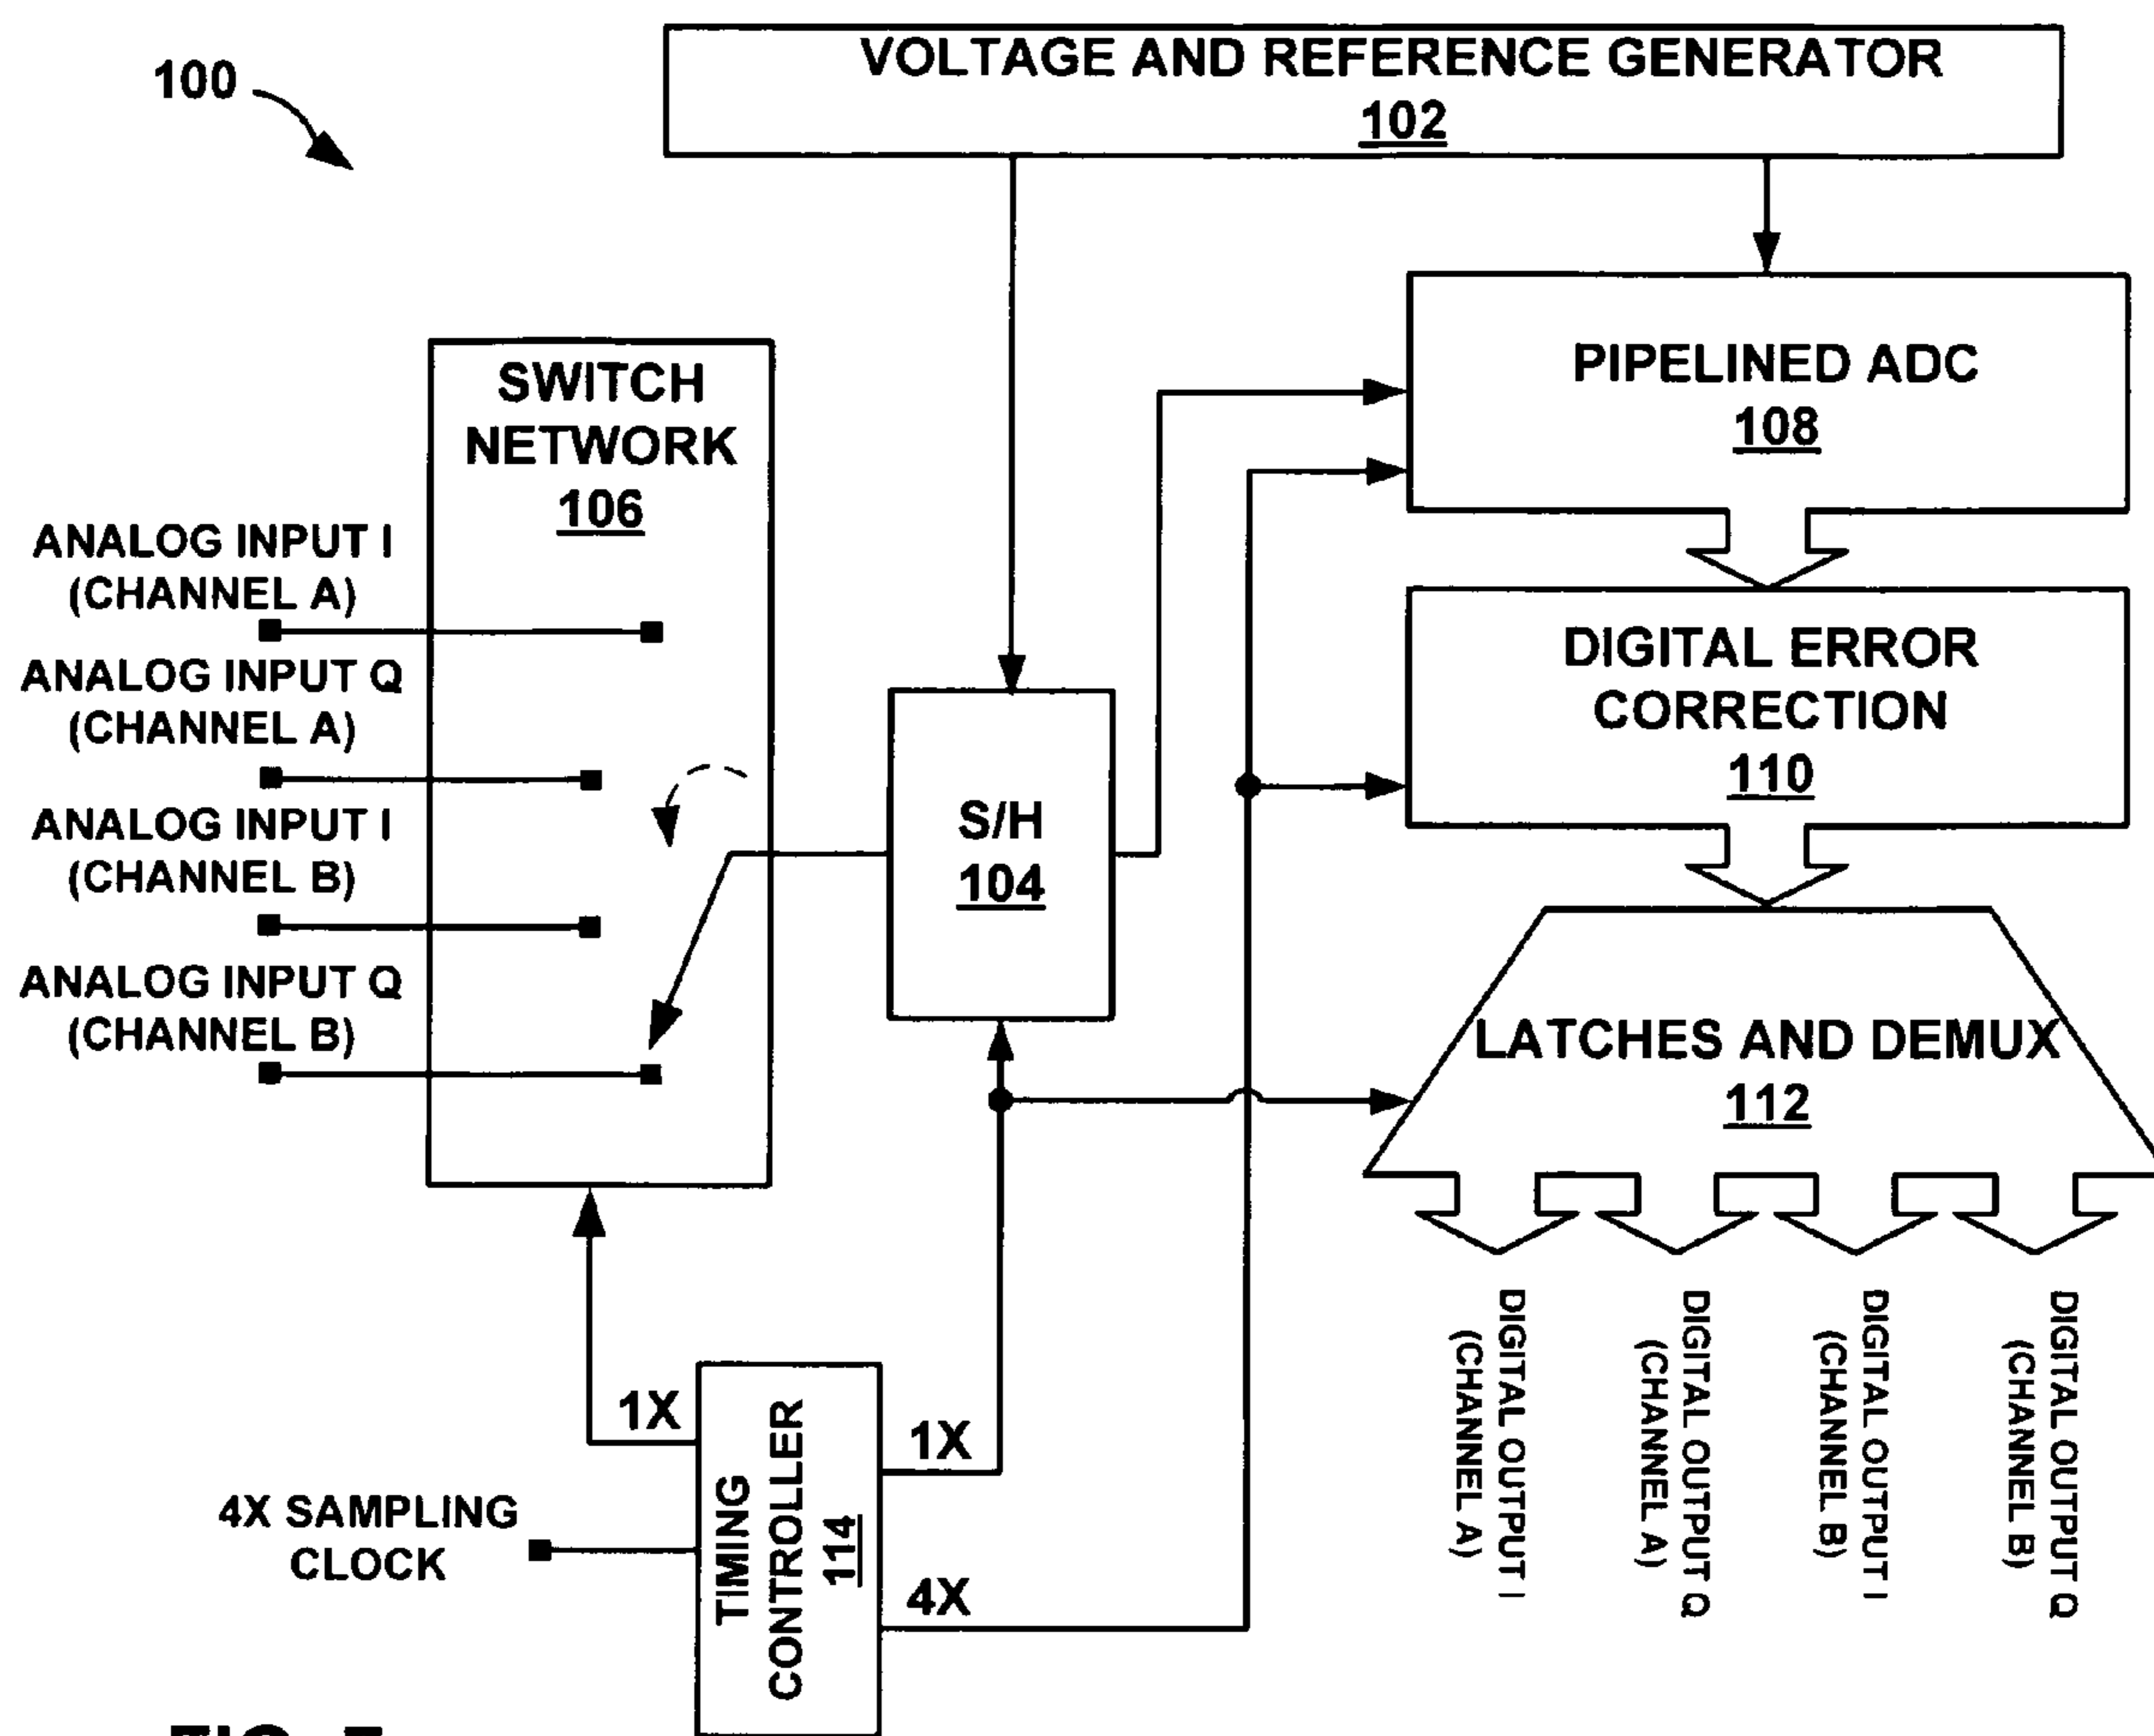 100
VOLTAGE AND REFERENCE GENERATOR
102
SWITCH
NETWORK
106
PIPELINED ADC
108
ANALOG INPUT I
(CHANNEL A)
ANALOG INPUT Q
(CHANNEL A)
ANALOG INPUT I
(CHANNEL B)
ANALOG INPUT Q
(CHANNEL B)
S/H
104
DIGITAL ERROR
CORRECTION
110
LATCHES AND DEMUX
112
DIGITAL OUTPUT I
(CHANNEL A)
DIGITAL OUTPUT Q
(CHANNEL A)
DIGITAL OUTPUT I
(CHANNEL B)
DIGITAL OUTPUT Q
(CHANNEL B)
1X
1X
4X SAMPLING
CLOCK
TIMING
CONTROLLER
114
4X